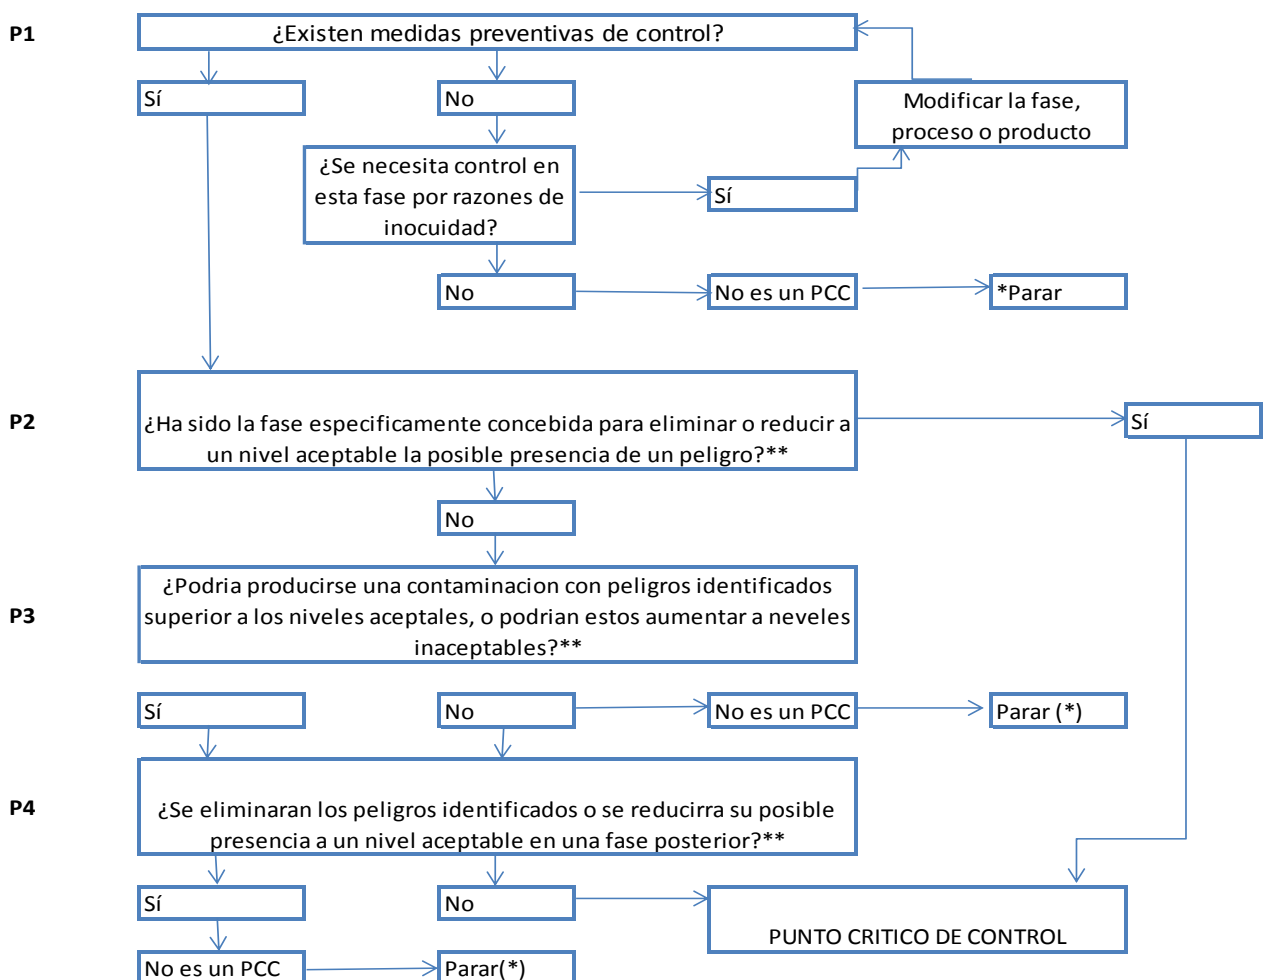 P1
¿Existen medidas preventivas de control?
Sí
No
Modificar la fase,
proceso o producto
¿Se necesita control en
esta fase por razones de
inocuidad?
Sí
No
No es un PCC
*Parar
P2
¿Ha sido la fase especificamente concebida para eliminar o reducir a
un nivel aceptable la posible presencia de un peligro?**
Sí
No
P3
¿Podria producirse una contaminacion con peligros identificados
superior a los niveles aceptales, o podrian estos aumentar a neveles
inaceptables?**
Sí
No
No es un PCC
Parar (*)
P4
¿Se eliminaran los peligros identificados o se reducirra su posible
presencia a un nivel aceptable en una fase posterior?**
Sí
No
PUNTO CRITICO DE CONTROL
No es un PCC
Parar(*)